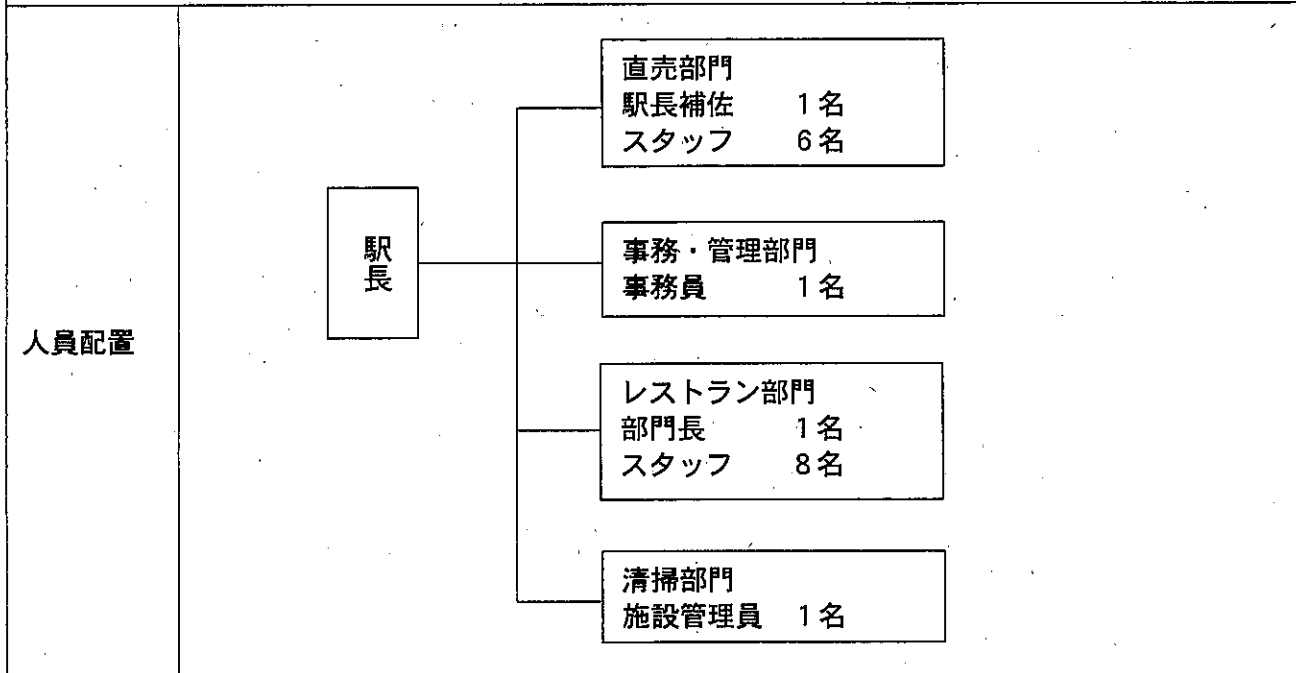 人員配置
駅長
直売部門
駅長補佐 1名
スタッフ 6名
事務・管理部門
事務員 1名
レストラン部門
部門長 1名
スタッフ 8名
清掃部門
施設管理員 1名